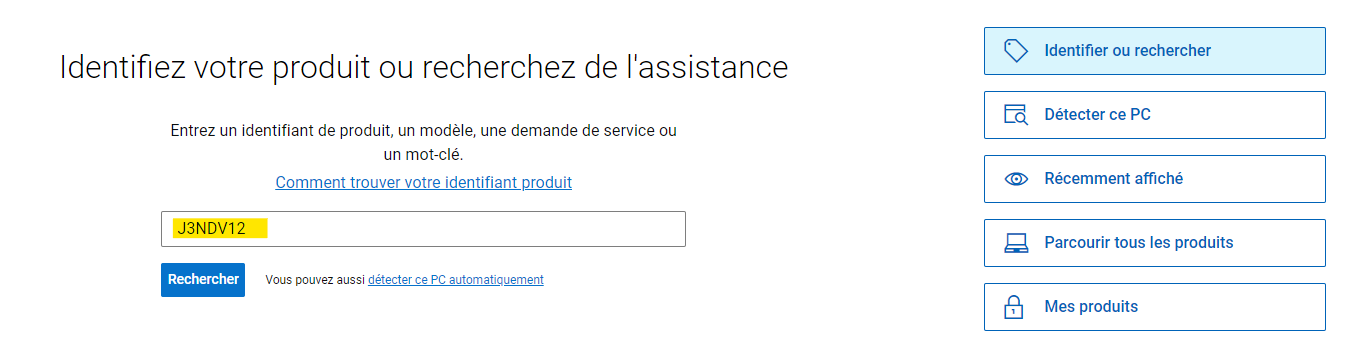 Identifiez votre produit ou recherchez de l'assistance
Entrez un identifiant de produit, un modèle, une demande de service ou
un mot-clé.
Comment trouver votre identifiant produit
J3NDV12
Rechercher
Vous pouvez aussi détecter ce PC automatiquement
Identifier ou rechercher
Détecter ce PC
Récemment affiché
Parcourir tous les produits
1
Mes produits